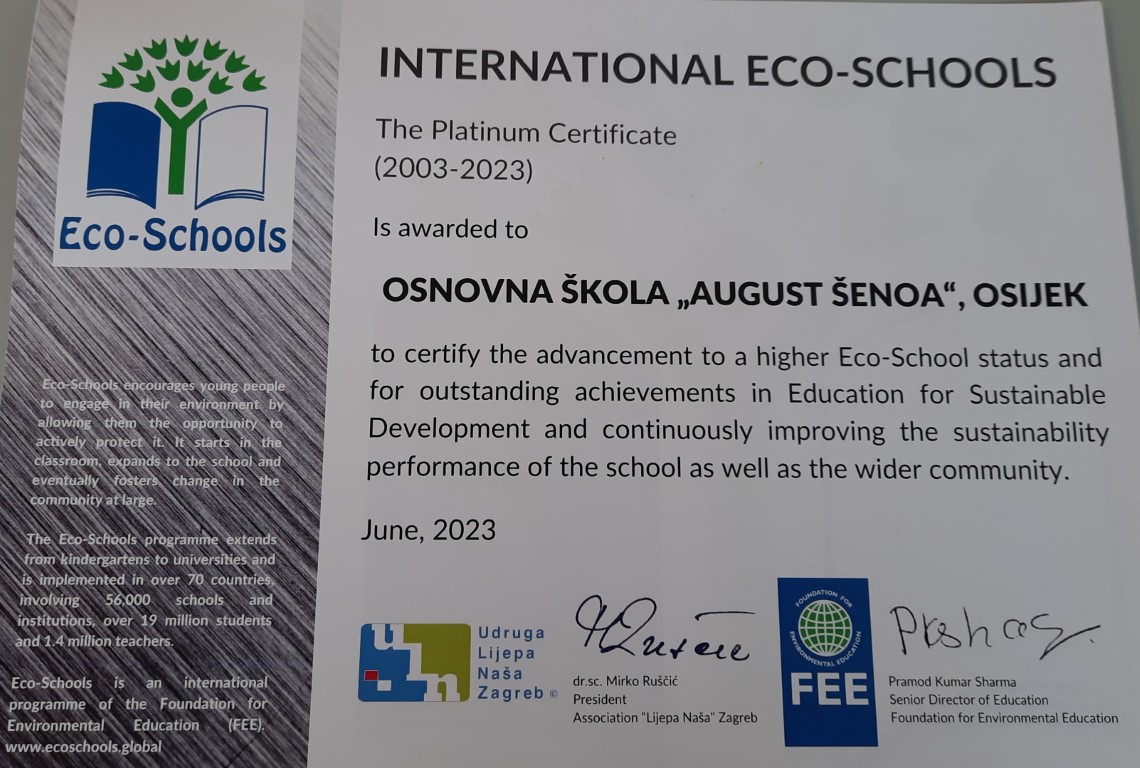 Eco-Schools
Eco-Schools encourages young people
to engage in their environment by
allowing them the opportunity to
actively protect it. It starts in the
classroom, expands to the school and
eventually fosters change in the
community at large.
The Eco-Schools programme extends
from kindergartens to universities and
is implemented in over 70 countries,
involving 56,000 schools and
institutions, over 19 million students
and 1.4 million teachers.
Eco-Schools is an international
programme of the Foundation for
Environmental Education (FEE).
www.ecoschools.global
INTERNATIONAL ECO-SCHOOLS
The Platinum Certificate
(2003-2023)
Is awarded to
OSNOVNA ŠKOLA „AUGUST ŠENOA“, OSIJEK
to certify the advancement to a higher Eco-School status and
for outstanding achievements in Education for Sustainable
Development and continuously improving the sustainability
performance of the school as well as the wider community.
June, 2023
uln
Udruga
Lijepa
Naša
Zagreb ©
dr.sc. Mirko Ruščić
President
Association "Lijepa Naša" Zagreb
FOUNDATION FOR
ENVIRONMENTAL EDUCATION
FEE
Pramod Kumar Sharma
Senior Director of Education
Foundation for Environmental Education